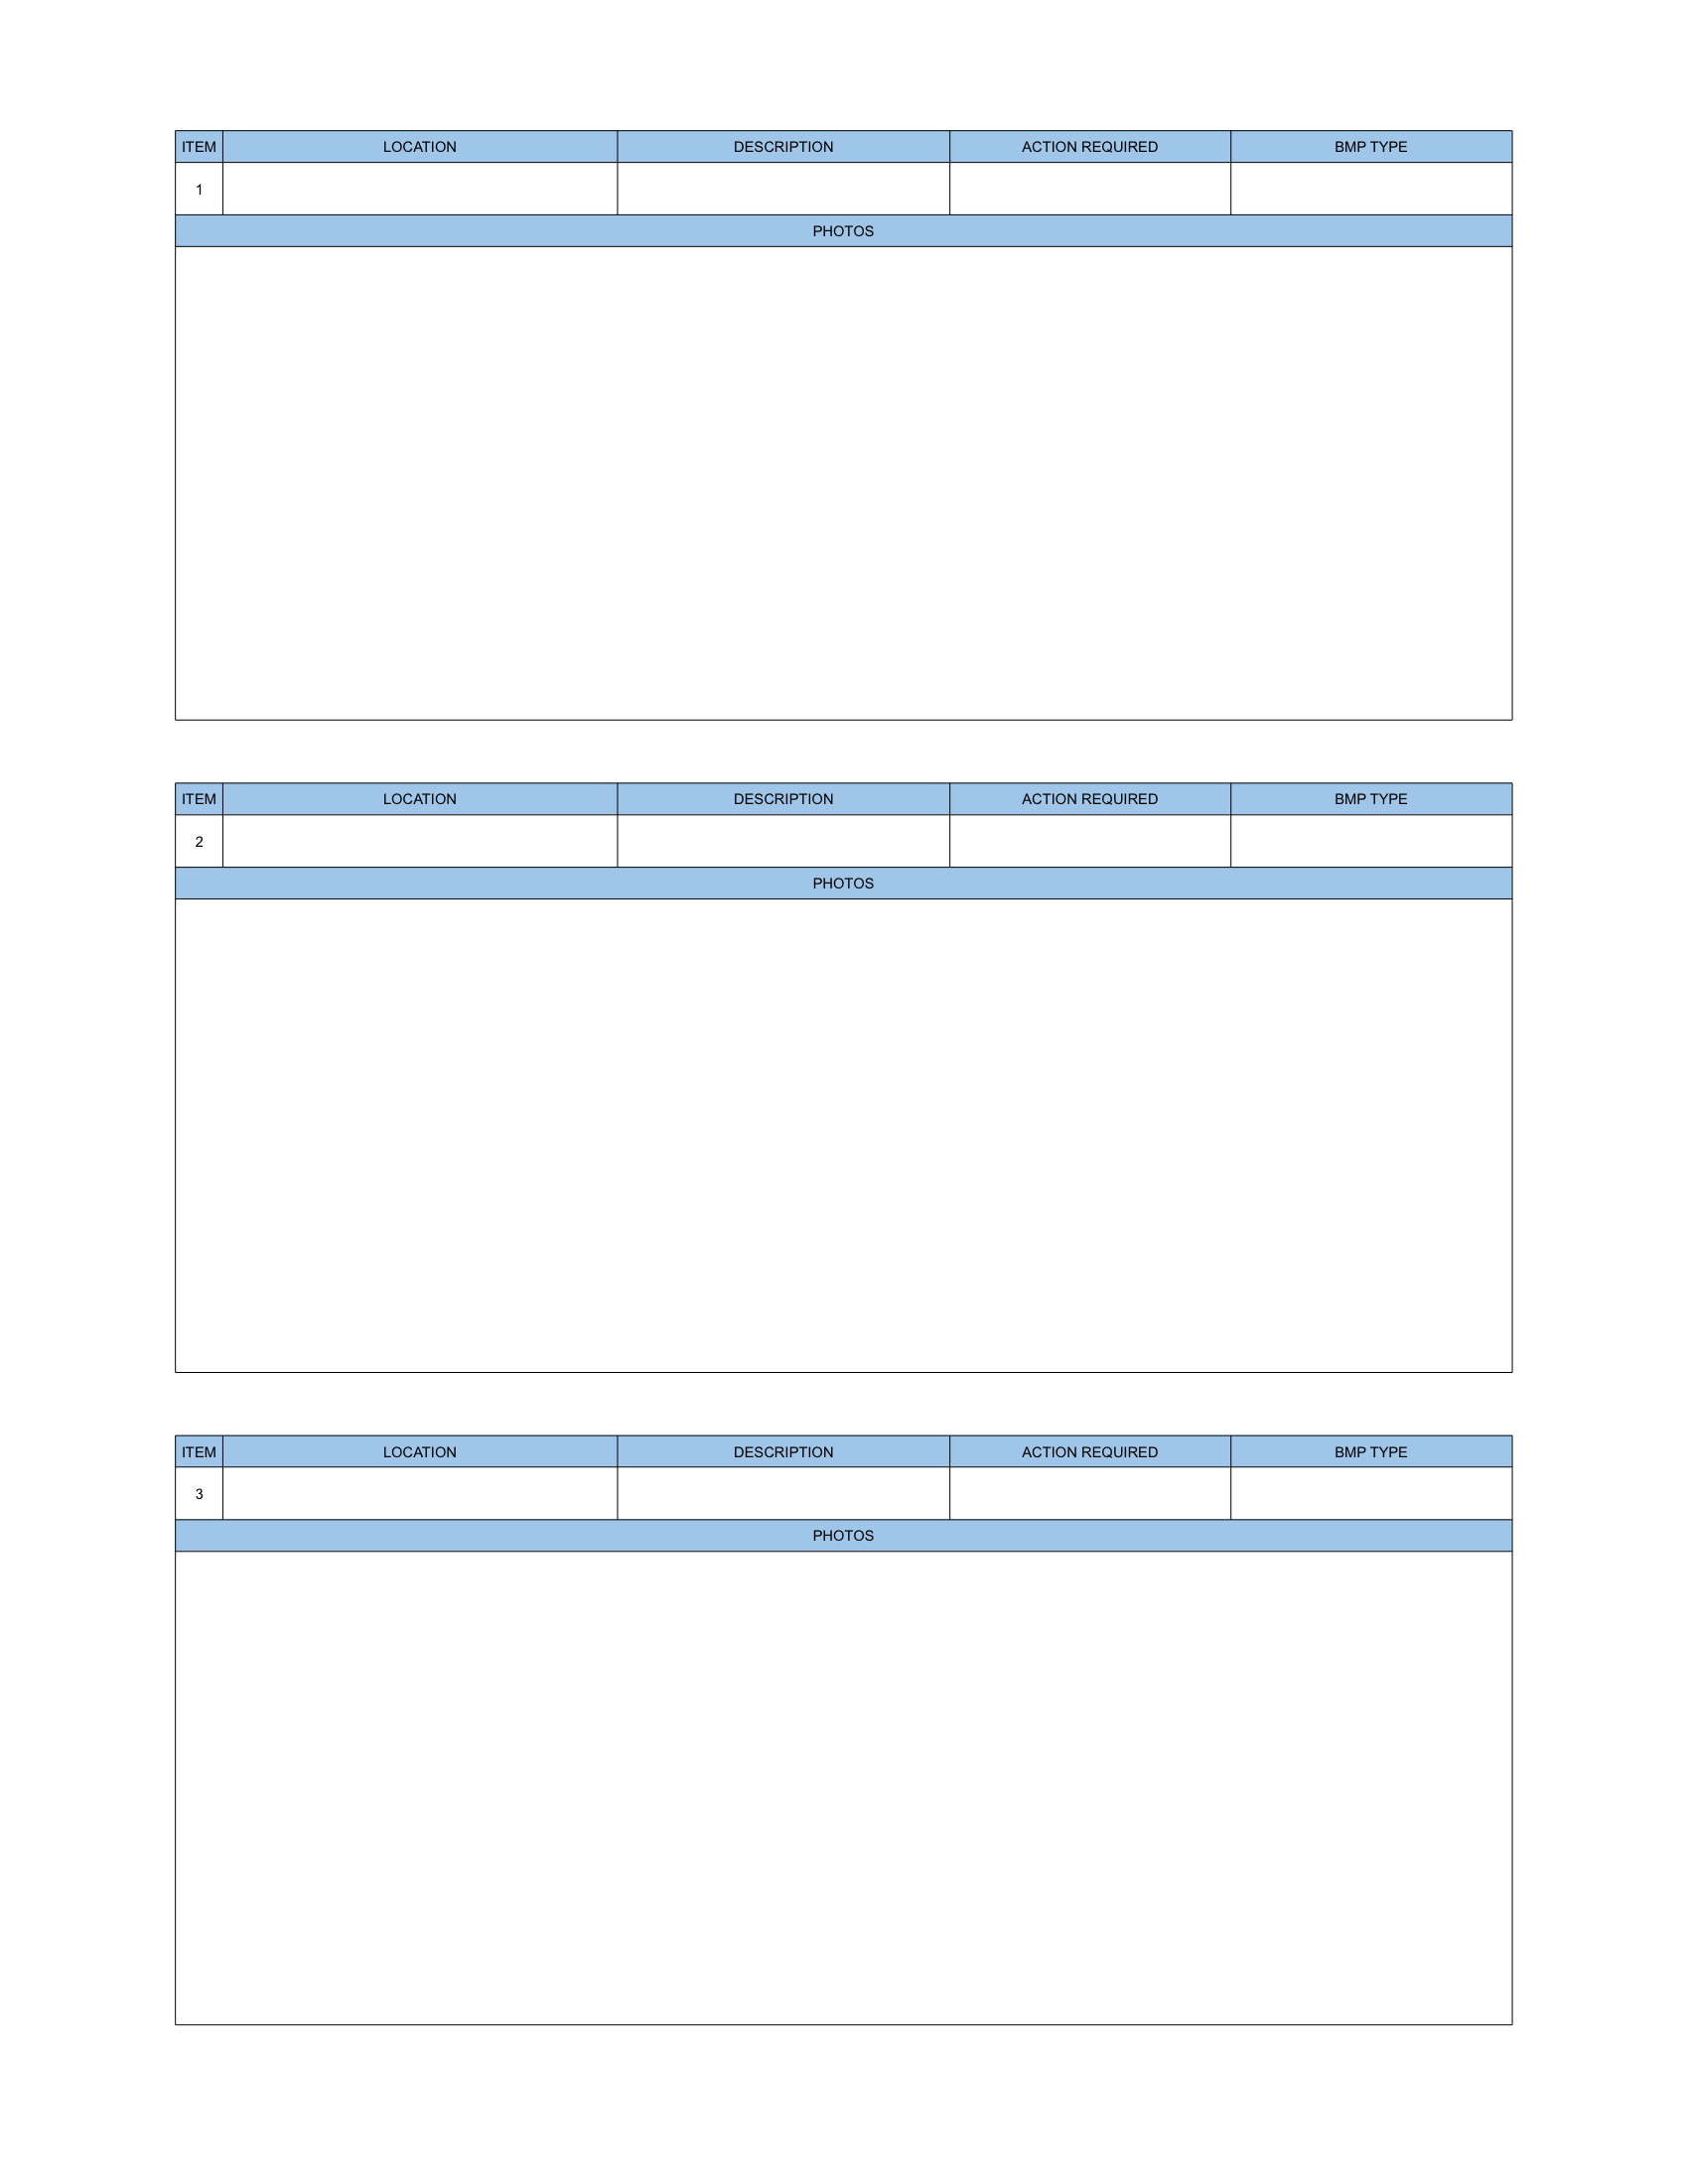 ITEM LOCATION DESCRIPTION ACTION REQUIRED BMP TYPE
1
PHOTOS
ITEM LOCATION DESCRIPTION ACTION REQUIRED BMP TYPE
2
PHOTOS
ITEM LOCATION DESCRIPTION ACTION REQUIRED BMP TYPE
3
PHOTOS